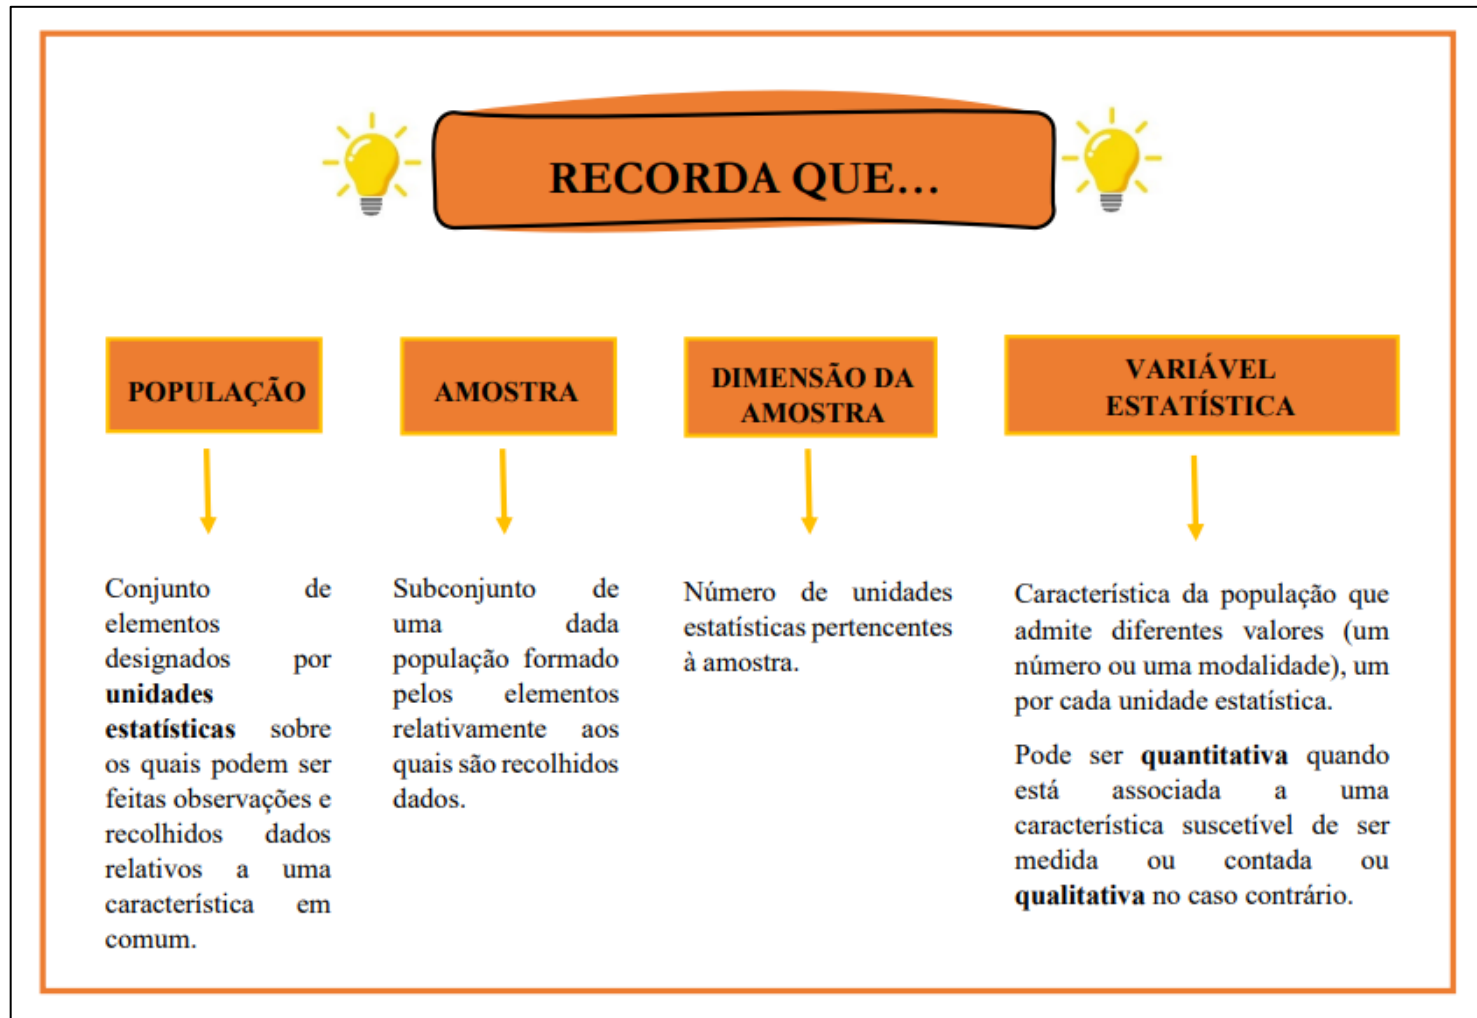 RECORDA QUE...
POPULAÇÃO
Conjunto de
elementos
designados por
unidades
estatísticas sobre
os quais podem ser
feitas observações e
recolhidos dados
relativos a uma
característica em
comum.
AMOSTRA
Subconjunto de
uma dada
população formado
pelos elementos
relativamente aos
quais são recolhidos
dados.
DIMENSÃO DA
AMOSTRA
Número de unidades
estatísticas pertencentes
à amostra.
VARIÁVEL
ESTATÍSTICA
Característica da população que
admite diferentes valores (um
número ou uma modalidade), um
por cada unidade estatística.
Pode ser quantitativa quando
está associada a uma
característica suscetível de ser
medida ou contada ou
qualitativa no caso contrário.